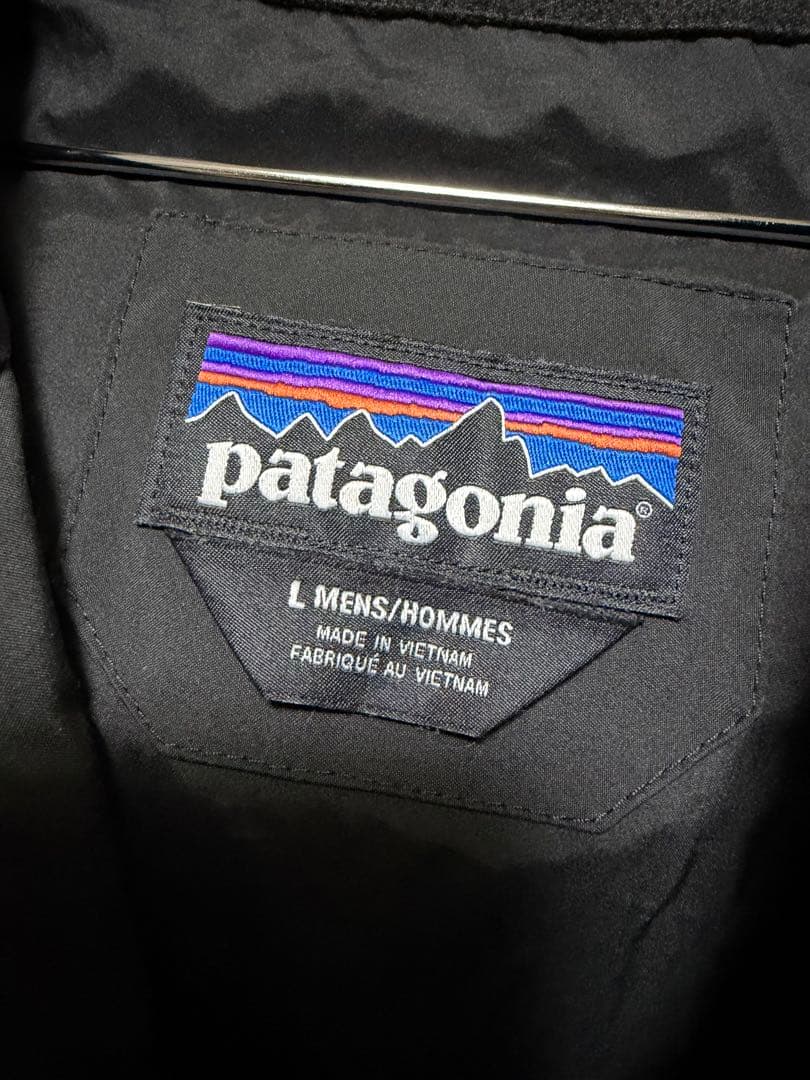 patagonia®
L MENS/HOMMES
MADE IN VIETNAM
FABRIQUÉ AU VIETNAM